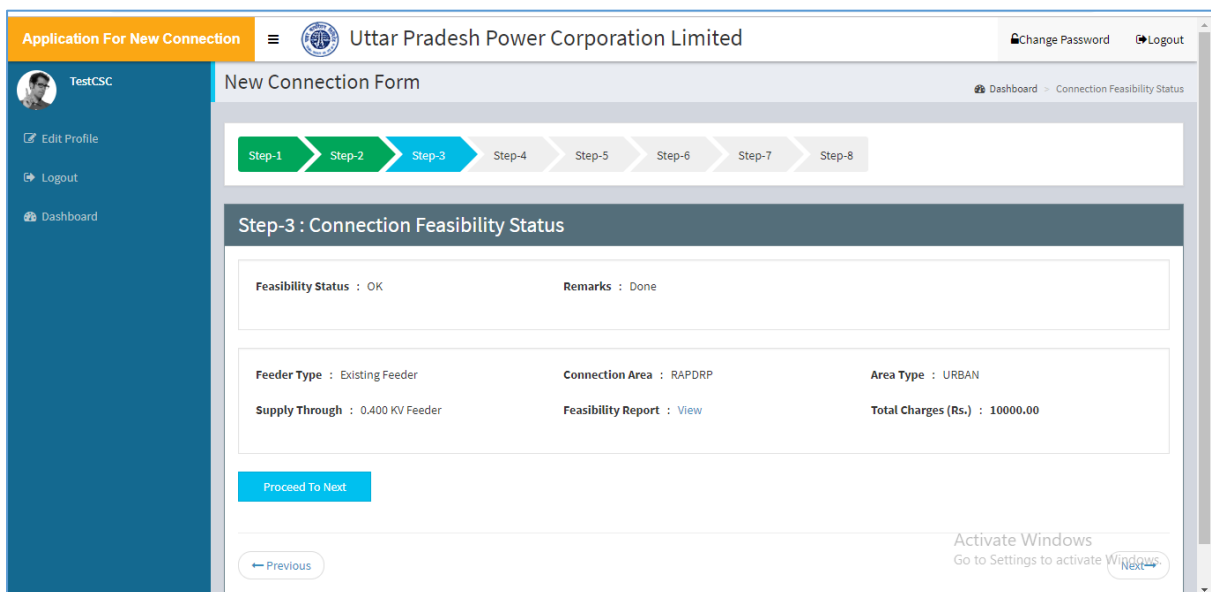 Application For New Connection
Uttar Pradesh Power Corporation Limited
Change Password
Logout
TestCSC
New Connection Form
Dashboard > Connection Feasibility Status
Edit Profile
Logout
Dashboard
Step-1 Step-2 Step-3 Step-4 Step-5 Step-6 Step-7 Step-8
Step-3 : Connection Feasibility Status
Feasibility Status : OK Remarks : Done
Feeder Type : Existing Feeder Connection Area : RAPDRP Area Type : URBAN
Supply Through : 0.400 KV Feeder Feasibility Report : View Total Charges (Rs.) : 10000.00
Proceed To Next
Activate Windows
Go to Settings to activate Windows.
← Previous
Next→